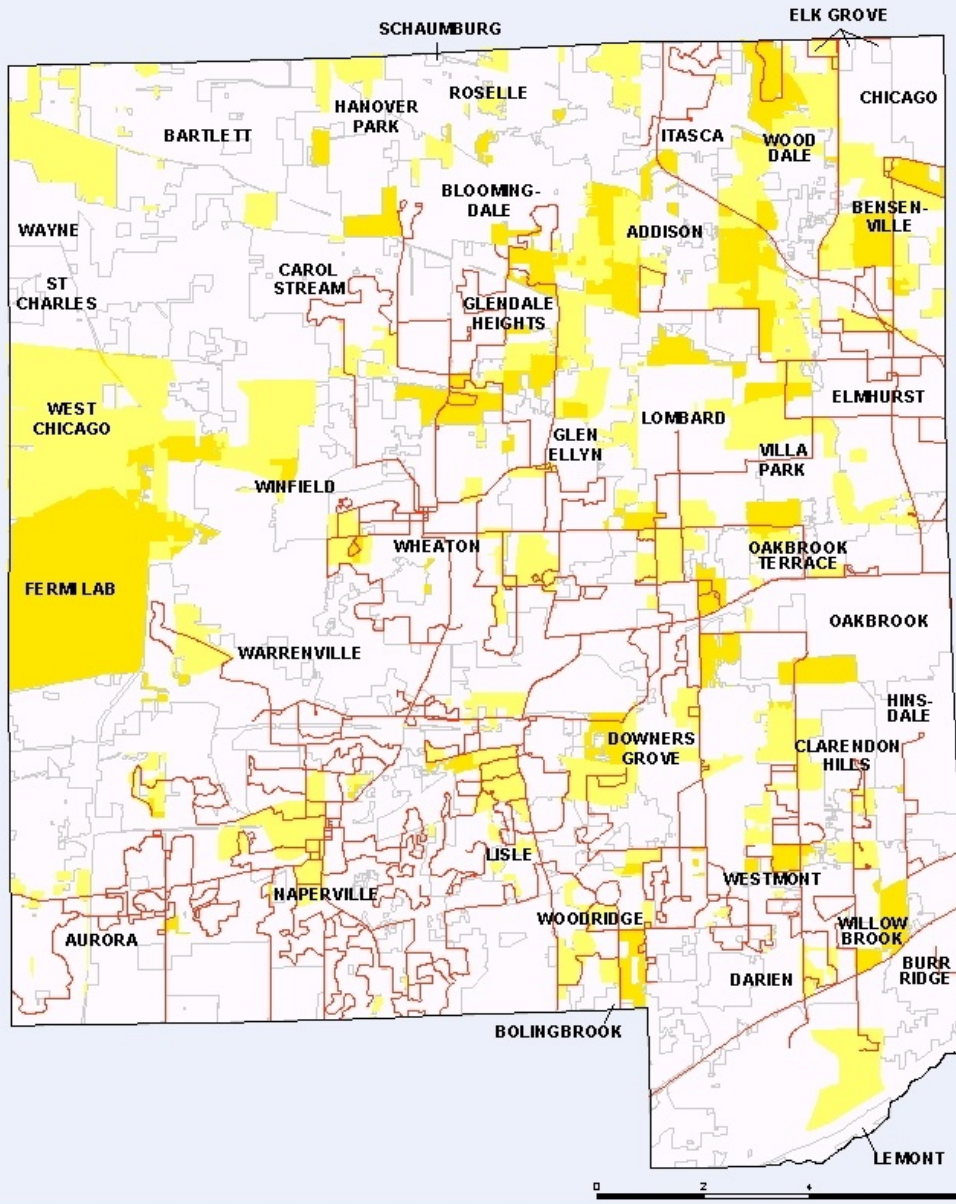 ELK GROVE
SCHAUMBURG
CHICAGO
ROSELLE
HANOVER
PARK
BARTLETT
ITASCA
WOOD
DALE
BLOOMING-
DALE
BENSEN-
VILLE
WAYNE
ADDISON
CAROL
STREAM
ST
CHARLES
GLENDALE
HEIGHTS
ELMHURST
WEST
CHICAGO
LOMBARD
GLEN
ELLYN
VILLA
PARK
WINFIELD
WHEATON
OAKBROOK
TERRACE
FERMI LAB
OAKBROOK
WARRENVILLE
HINS-
DALE
DOWNERS
GROVE
CLARENDON
HILLS
LISLE
WESTMONT
NAPERVILLE
WOODRIDGE
WILLOW
BROOK
AURORA
DARIEN
BURR
RIDGE
BOLINGBROOK
LEMONT
0 2 4